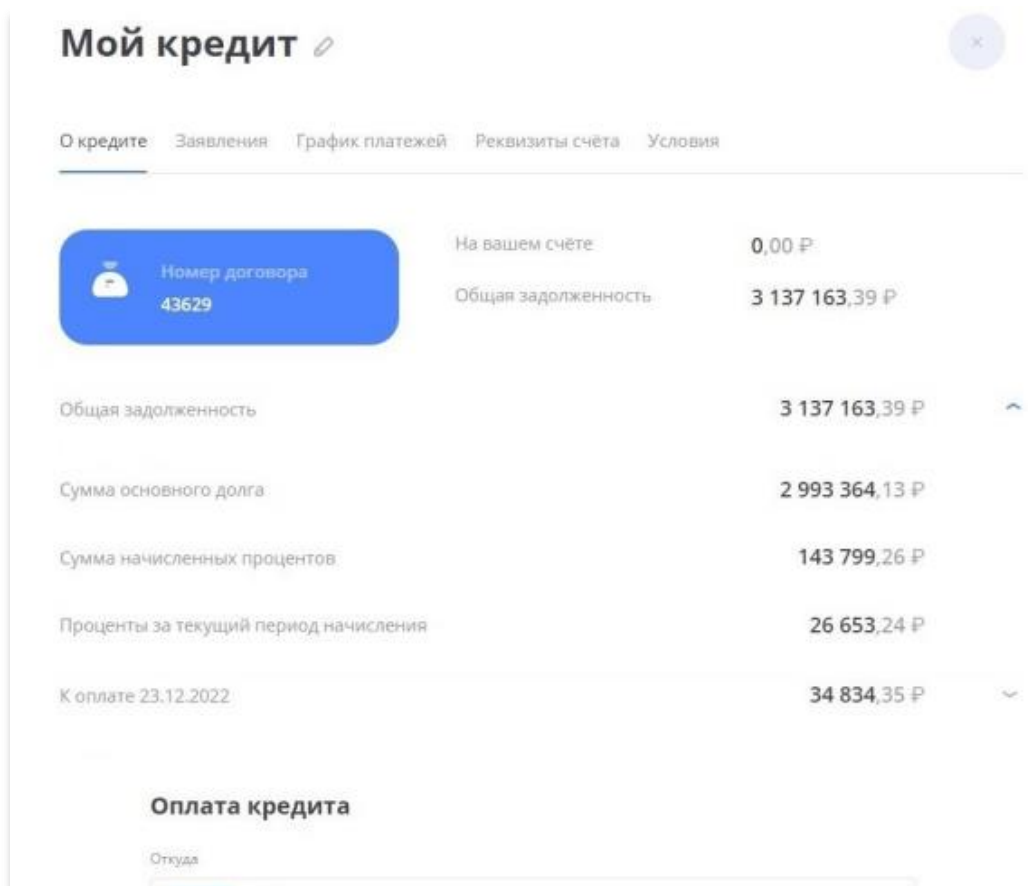 Мой кредит
О кредите Заявления График платежей Реквизиты счёта Условия
Номер договора
43629
На вашем счёте 0,00 ₽
Общая задолженность 3 137 163,39 ₽
Общая задолженность 3 137 163,39 ₽
Сумма основного долга 2 993 364,13 ₽
Сумма начисленных процентов 143 799,26 ₽
Проценты за текущий период начисления 26 653,24 ₽
К оплате 23.12.2022 34 834,35 ₽
Оплата кредита
Откуда